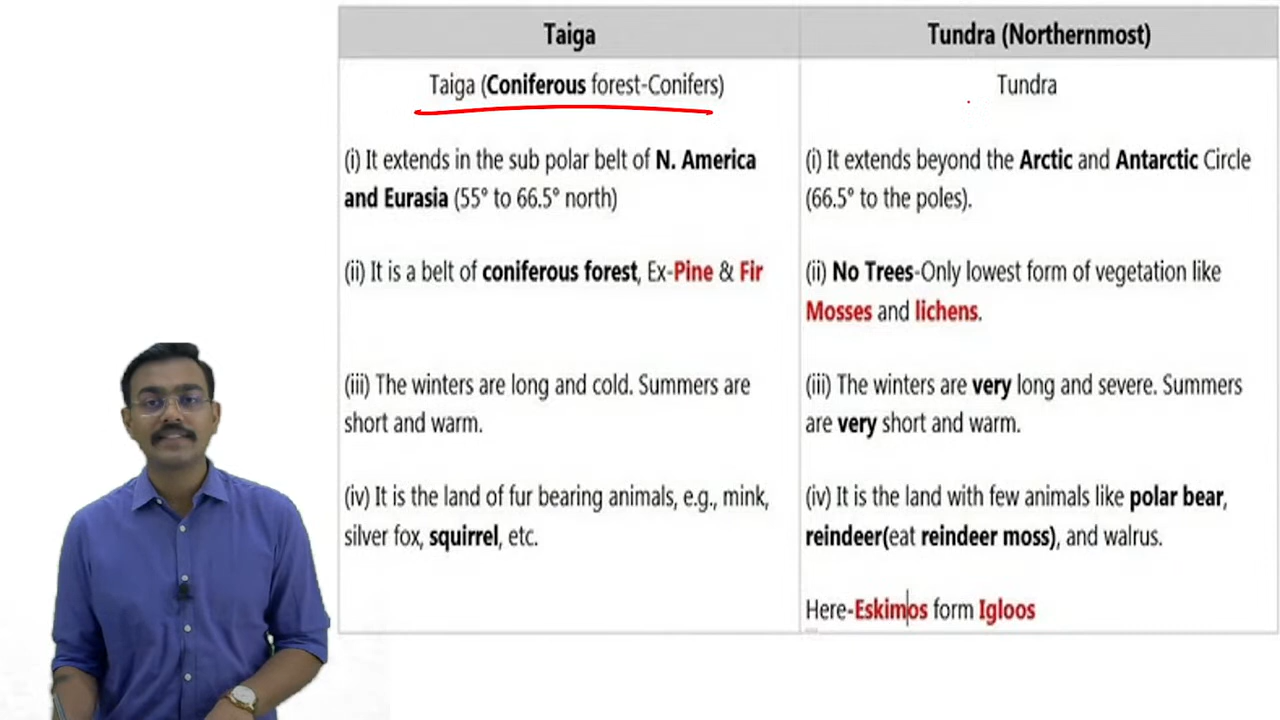 Taiga
Tundra (Northernmost)
Taiga (Coniferous forest-Conifers)
Tundra
(i) It extends in the sub polar belt of N. America
and Eurasia (55° to 66.5° north)
(i) It extends beyond the Arctic and Antarctic Circle
(66.5° to the poles).
(ii) It is a belt of coniferous forest, Ex-Pine & Fir
(ii) No Trees-Only lowest form of vegetation like
Mosses and lichens.
(iii) The winters are long and cold. Summers are
short and warm.
(iii) The winters are very long and severe. Summers
are very short and warm.
(iv) It is the land of fur bearing animals, e.g., mink,
silver fox, squirrel, etc.
(iv) It is the land with few animals like polar bear,
reindeer(eat reindeer moss), and walrus.
Here-Eskimos form Igloos